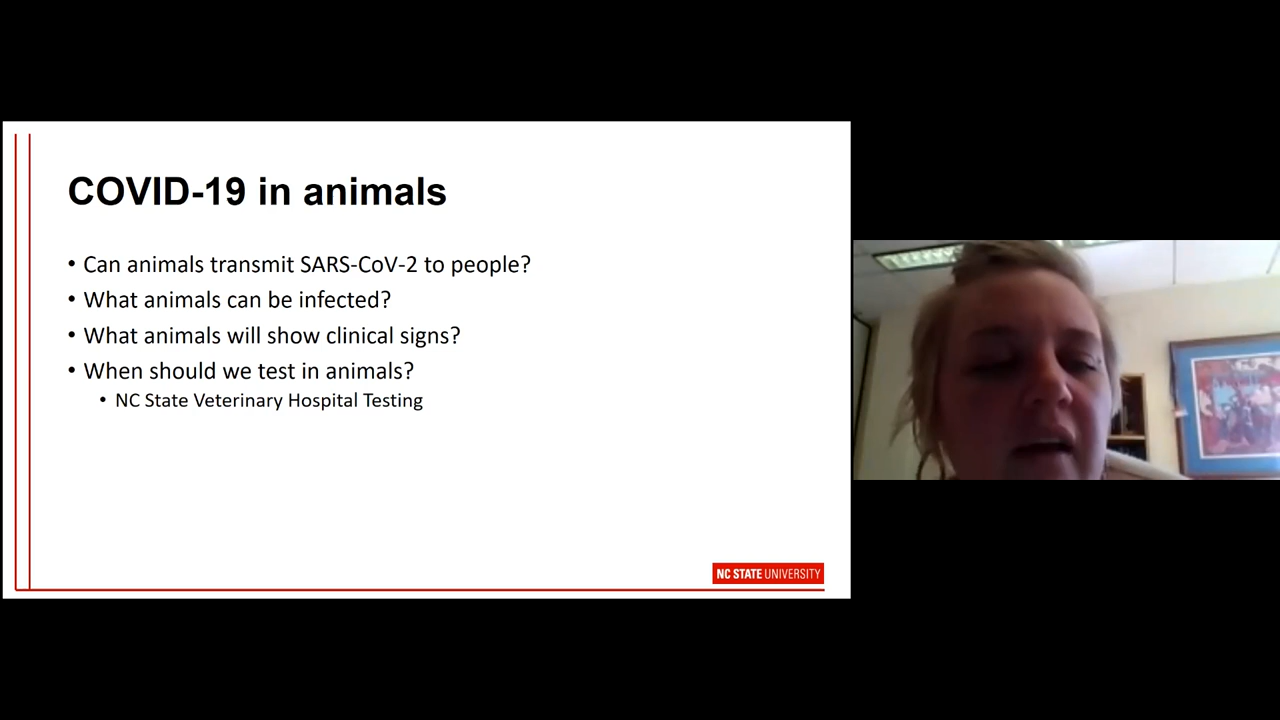 COVID-19 in animals
• Can animals transmit SARS-CoV-2 to people?
• What animals can be infected?
• What animals will show clinical signs?
• When should we test in animals?
• NC State Veterinary Hospital Testing
NC STATE UNIVERSITY